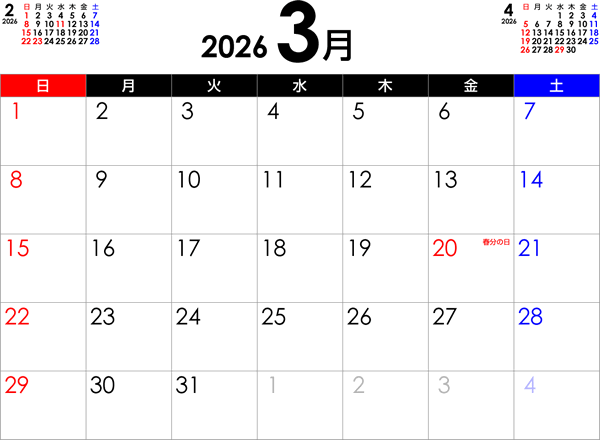 2 2026
日 月 火 水 木 金 土
1 2 3 4 5 6 7
8 9 10 11 12 13 14
15 16 17 18 19 20 21
22 23 24 25 26 27 28
2026 3月
4 2026
日 月 火 水 木 金 土
1 2 3 4
5 6 7 8 9 10 11
12 13 14 15 16 17 18
19 20 21 22 23 24 25
26 27 28 29 30
日 月 火 水 木 金 土
1 2 3 4 5 6 7
8 9 10 11 12 13 14
15 16 17 18 19 20 春分の日 21
22 23 24 25 26 27 28
29 30 31 1 2 3 4